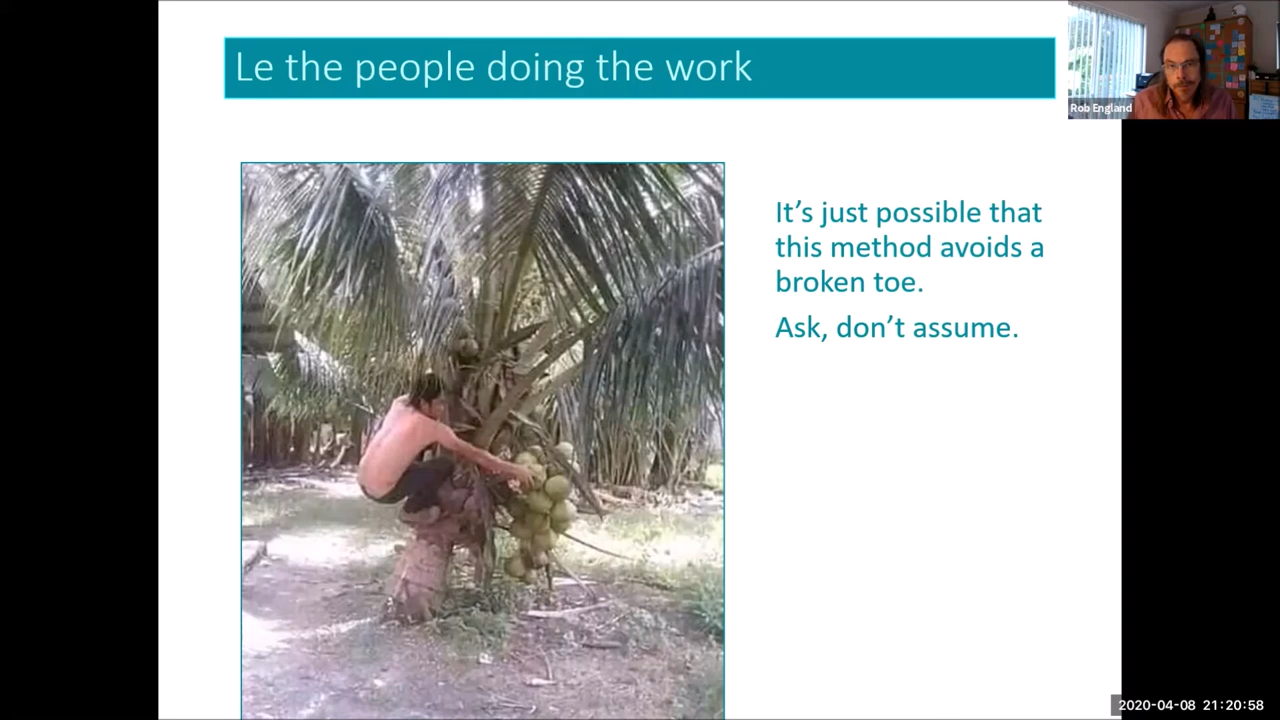 Le the people doing the work
Rob England
It's just possible that
this method avoids a
broken toe.
Ask, don't assume.
2020-04-08 21:20:58